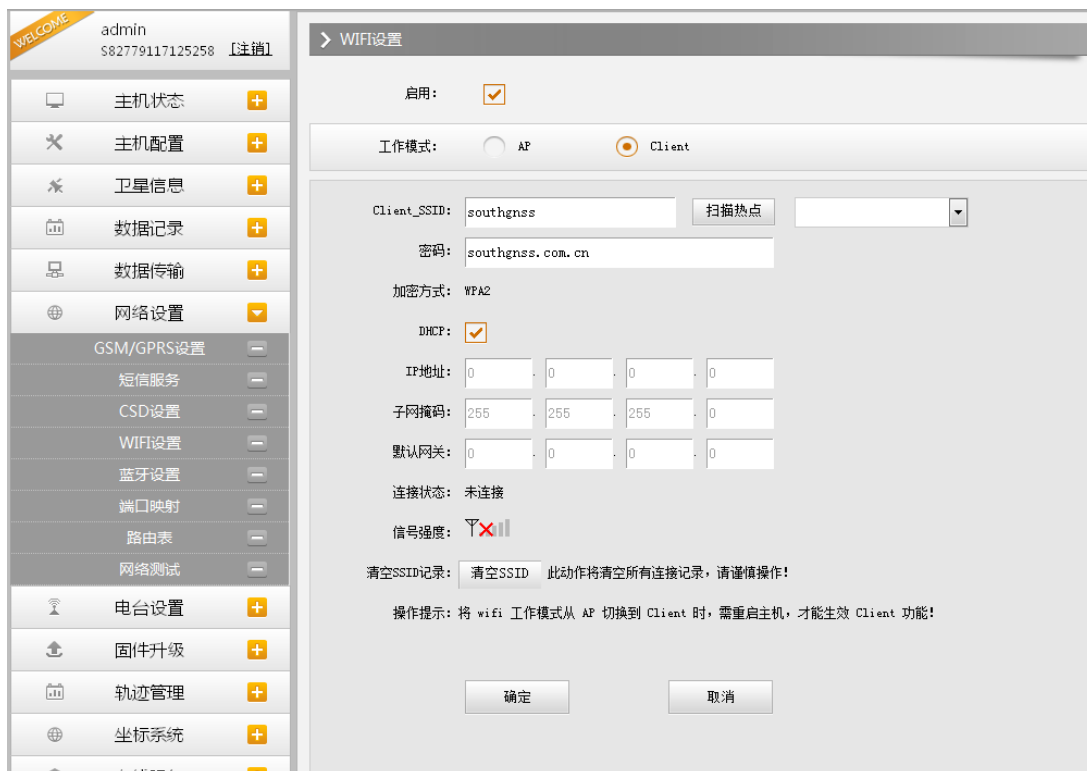 WELCOME
admin
S82779117125258 [注销]
主机状态
主机配置
卫星信息
数据记录
数据传输
网络设置
GSM/GPRS设置
短信服务
CSD设置
WIFI设置
蓝牙设置
端口映射
路由表
网络测试
电台设置
固件升级
轨迹管理
坐标系统
WIFI设置
启用:
工作模式: AP Client
Client_SSID: southgnss 扫描热点
密码: southgnss.com.cn
加密方式: WPA2
DHCP:
IP地址: 0 . 0 . 0 . 0
子网掩码: 255 . 255 . 255 . 0
默认网关: 0 . 0 . 0 . 0
连接状态: 未连接
信号强度:
清空SSID记录: 清空SSID 此动作将清空所有连接记录，请谨慎操作!
操作提示: 将 wifi 工作模式从 AP 切换到 Client 时，需重启主机，才能生效 Client 功能!
确定 取消